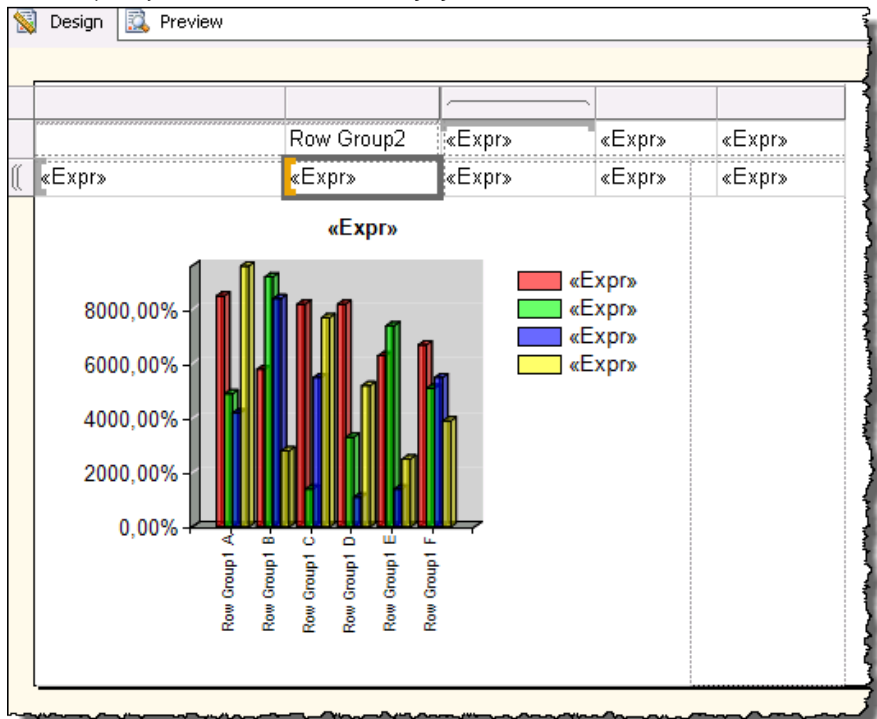 Design Preview
Row Group2 «Expr» «Expr» «Expr»
«Expr» «Expr» «Expr» «Expr» «Expr»
«Expr»
«Expr»
«Expr»
«Expr»
«Expr»
8000,00%
6000,00%
4000,00%
2000,00%
0,00%
Row Group1 A
Row Group1 B
Row Group1 C
Row Group1 D
Row Group1 E
Row Group1 F